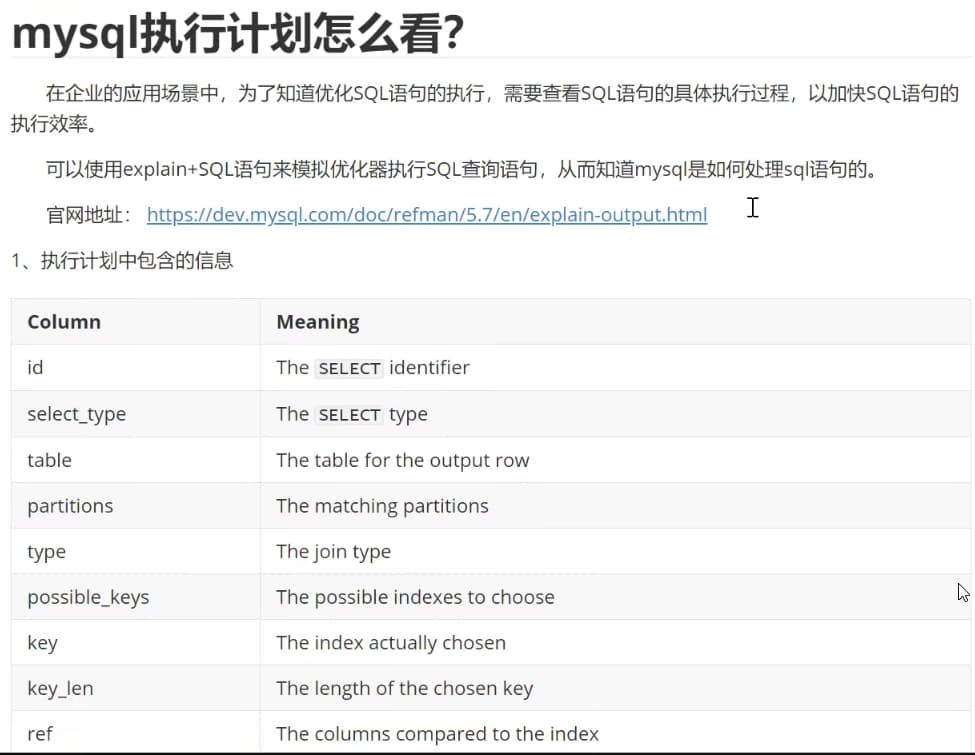 mysql执行计划怎么看?
在企业的应用场景中，为了知道优化SQL语句的执行，需要查看SQL语句的具体执行过程，以加快SQL语句的
执行效率。
可以使用explain+SQL语句来模拟优化器执行SQL查询语句，从而知道mysql是如何处理sql语句的。
官网地址： https://dev.mysql.com/doc/refman/5.7/en/explain-output.html
1、执行计划中包含的信息
Column Meaning
id The SELECT identifier
select_type The SELECT type
table The table for the output row
partitions The matching partitions
type The join type
possible_keys The possible indexes to choose
key The index actually chosen
key_len The length of the chosen key
ref The columns compared to the index